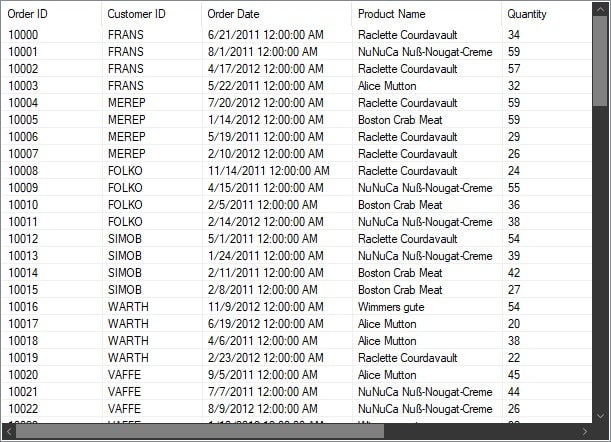 Order ID Customer ID Order Date Product Name Quantity
10000 FRANS 6/21/2011 12:00:00 AM Raclette Courdavault 34
10001 FRANS 8/1/2011 12:00:00 AM NuNuCa Nuß-Nougat-Creme 59
10002 FRANS 4/17/2012 12:00:00 AM Raclette Courdavault 57
10003 FRANS 5/22/2011 12:00:00 AM Alice Mutton 32
10004 MEREP 7/20/2012 12:00:00 AM Raclette Courdavault 59
10005 MEREP 1/14/2012 12:00:00 AM Boston Crab Meat 59
10006 MEREP 5/19/2011 12:00:00 AM Raclette Courdavault 29
10007 MEREP 2/10/2012 12:00:00 AM Raclette Courdavault 26
10008 FOLKO 11/14/2011 12:00:00 AM Raclette Courdavault 24
10009 FOLKO 4/15/2011 12:00:00 AM NuNuCa Nuß-Nougat-Creme 55
10010 FOLKO 2/5/2011 12:00:00 AM Boston Crab Meat 36
10011 FOLKO 2/14/2012 12:00:00 AM NuNuCa Nuß-Nougat-Creme 38
10012 SIMOB 5/1/2011 12:00:00 AM Raclette Courdavault 54
10013 SIMOB 1/24/2011 12:00:00 AM NuNuCa Nuß-Nougat-Creme 39
10014 SIMOB 2/11/2011 12:00:00 AM Boston Crab Meat 42
10015 SIMOB 2/8/2011 12:00:00 AM Boston Crab Meat 27
10016 WARTH 11/9/2012 12:00:00 AM Wimmers gute 54
10017 WARTH 6/19/2012 12:00:00 AM Alice Mutton 20
10018 WARTH 4/6/2011 12:00:00 AM Alice Mutton 38
10019 WARTH 2/23/2012 12:00:00 AM Raclette Courdavault 22
10020 VAFFE 9/5/2011 12:00:00 AM Alice Mutton 45
10021 VAFFE 7/7/2011 12:00:00 AM NuNuCa Nuß-Nougat-Creme 44
10022 VAFFE 8/9/2012 12:00:00 AM NuNuCa Nuß-Nougat-Creme 26